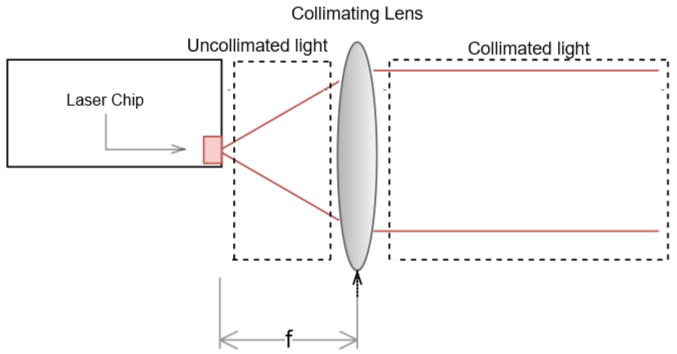 Collimating Lens
Uncollimated light
Collimated light
Laser Chip
f